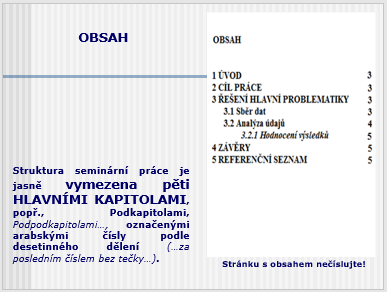 OBSAH
Struktura seminární práce je
jasně vymezena pěti
HLAVNÍMI KAPITOLAMI,
popř., Podkapitolami,
Podpodkapitolami…, označenými
arabskými čísly podle
desetinného dělení (…za
posledním číslem bez tečky…).
OBSAH
1 ÚVOD 3
2 CÍL PRÁCE 3
3 ŘEŠENÍ HLAVNÍ PROBLEMATIKY 3
3.1 Sběr dat 3
3.2 Analýza údajů 4
3.2.1 Hodnocení výsledků 4
4 ZÁVĚRY 5
5 REFERENČNÍ SEZNAM 5
Stránku s obsahem nečíslujte!